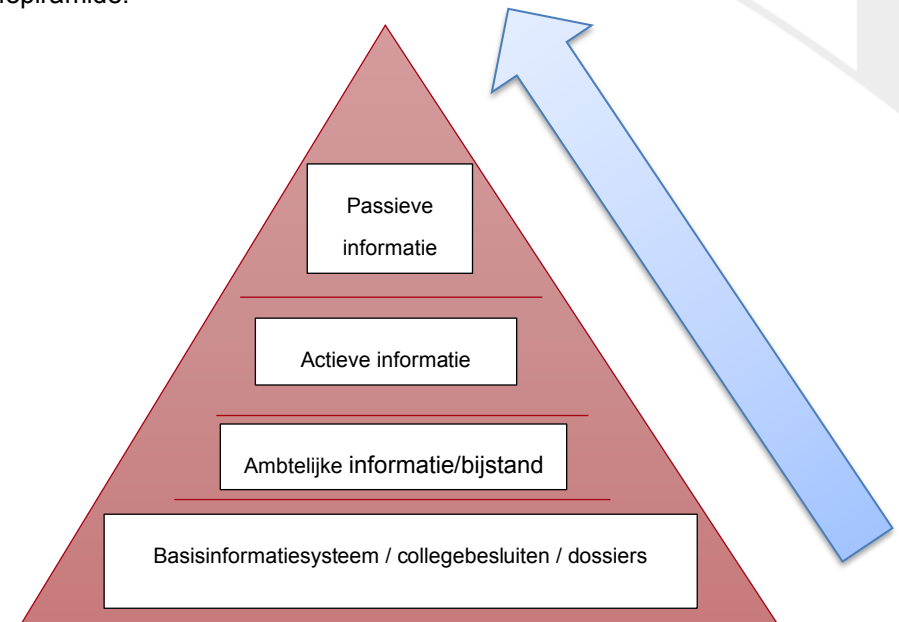 Passieve
informatie
Actieve informatie
Ambtelijke informatie/bijstand
Basisinformatiesysteem / collegebesluiten / dossiers